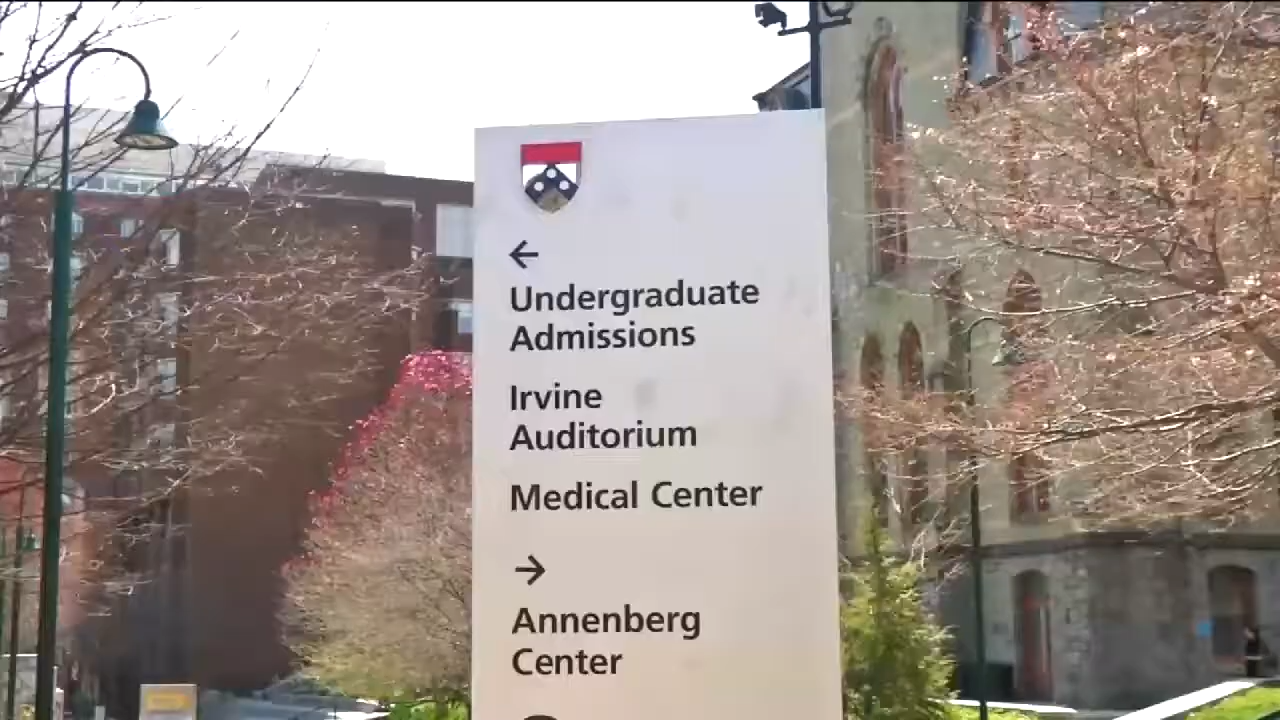 ←
Undergraduate
Admissions
Irvine
Auditorium
Medical Center
→
Annenberg
Center